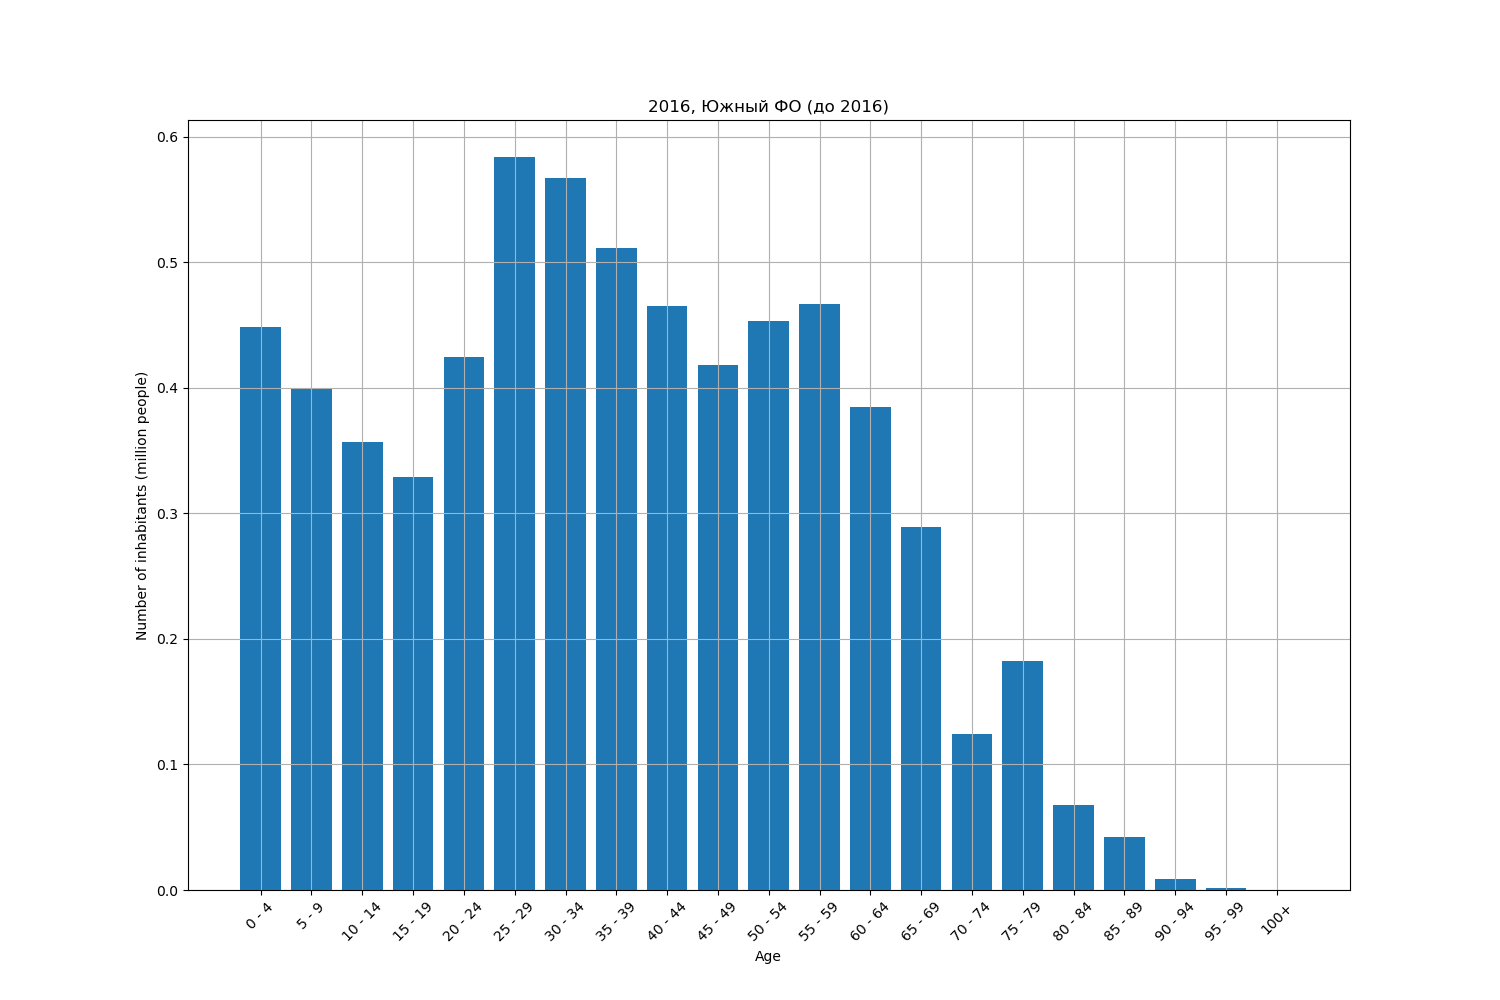 2016, Южный ФО (до 2016)
Number of inhabitants (million people)
0.6
0.5
0.4
0.3
0.2
0.1
0.0
0 - 4
5 - 9
10 - 14
15 - 19
20 - 24
25 - 29
30 - 34
35 - 39
40 - 44
45 - 49
50 - 54
55 - 59
60 - 64
65 - 69
70 - 74
75 - 79
80 - 84
85 - 89
90 - 94
95 - 99
100+
Age